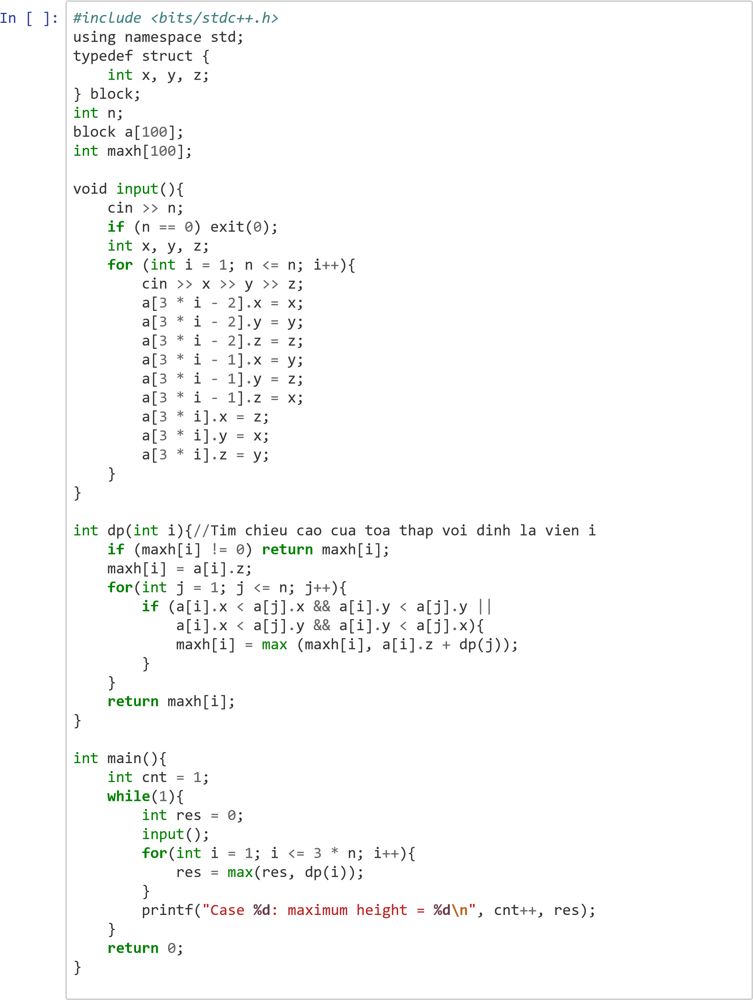 In [ ]: #include <bits/stdc++.h>
using namespace std;
typedef struct {
    int x, y, z;
} block;
int n;
block a[100];
int maxh[100];

void input(){
    cin >> n;
    if (n == 0) exit(0);
    int x, y, z;
    for (int i = 1; n <= n; i++){
        cin >> x >> y >> z;
        a[3 * i - 2].x = x;
        a[3 * i - 2].y = y;
        a[3 * i - 2].z = z;
        a[3 * i - 1].x = y;
        a[3 * i - 1].y = z;
        a[3 * i - 1].z = x;
        a[3 * i].x = z;
        a[3 * i].y = x;
        a[3 * i].z = y;
    }
}

int dp(int i){//Tim chieu cao cua toa thap voi dinh la vien i
    if (maxh[i] != 0) return maxh[i];
    maxh[i] = a[i].z;
    for(int j = 1; j <= n; j++){
        if (a[i].x < a[j].x && a[i].y < a[j].y ||
            a[i].x < a[j].y && a[i].y < a[j].x){
            maxh[i] = max (maxh[i], a[i].z + dp(j));
        }
    }
    return maxh[i];
}

int main(){
    int cnt = 1;
    while(1){
        int res = 0;
        input();
        for(int i = 1; i <= 3 * n; i++){
            res = max(res, dp(i));
        }
        printf("Case %d: maximum height = %d\n", cnt++, res);
    }
    return 0;
}